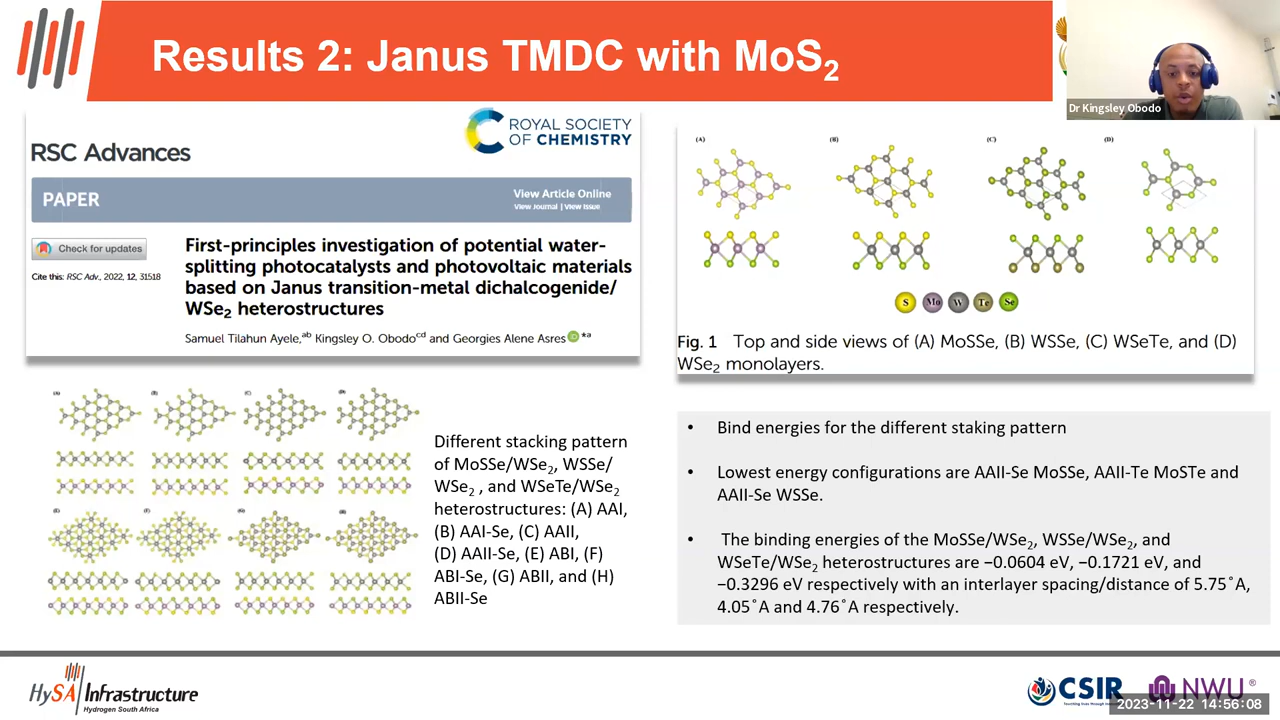 Results 2: Janus TMDC with MoS2
Dr Kingsley Obodo
ROYAL SOCIETY
OF CHEMISTRY
RSC Advances
PAPER
View Article Online
View Journal | View Issue
Check for updates
Cite this: RSC Adv., 2022, 12, 31518
First-principles investigation of potential water-
splitting photocatalysts and photovoltaic materials
based on Janus transition-metal dichalcogenide/
WSe2 heterostructures
Samuel Tilahun Ayele,ab Kingsley O. Obodocd and Georgies Alene Asres iD *a
(A) (B) (C) (D)
S Mo W Te Se
Fig. 1 Top and side views of (A) MoSSe, (B) WSSe, (C) WSeTe, and (D)
WSe2 monolayers.
(A) (B) (C) (D)
(E) (F) (G) (H)
Different stacking pattern
of MoSSe/WSe2, WSSe/
WSe2 , and WSeTe/WSe2
heterostructures: (A) AAI,
(B) AAI-Se, (C) AAII,
(D) AAII-Se, (E) ABI, (F)
ABI-Se, (G) ABII, and (H)
ABII-Se
• Bind energies for the different staking pattern
• Lowest energy configurations are AAII-Se MoSSe, AAII-Te MoSTe and
AAII-Se WSSe.
• The binding energies of the MoSSe/WSe2, WSSe/WSe2, and
WSeTe/WSe2 heterostructures are −0.0604 eV, −0.1721 eV, and
−0.3296 eV respectively with an interlayer spacing/distance of 5.75˚A,
4.05˚A and 4.76˚A respectively.
HySA Infrastructure
Hydrogen South Africa
CSIR
NWU ®
2023-11-22 14:56:08